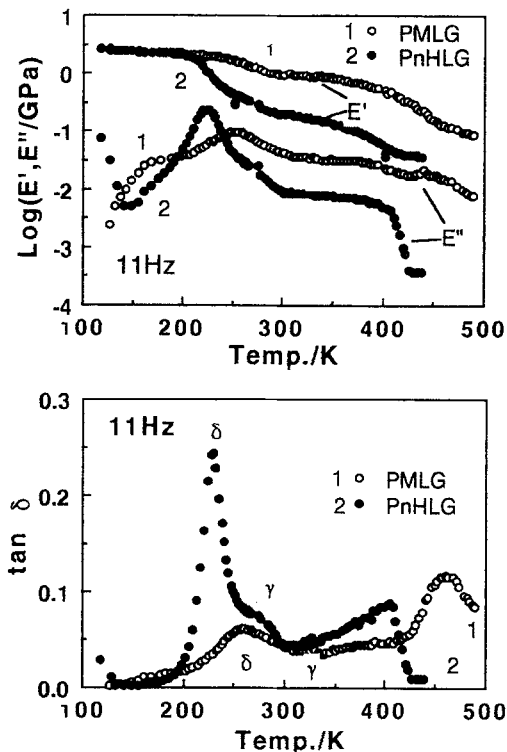 1
1 ○ PMLG
2 ● PnHLG
0
1
2
E'
-1
1
-2
2
E"
-3
11Hz
-4
100 200 300 400 500
Temp./K
Log(E',E"/GPa)
0.3
11Hz
δ
1 ○ PMLG
2 ● PnHLG
0.2
tan δ
0.1
γ
δ
γ
1
2
0.0
100 200 300 400 500
Temp./K